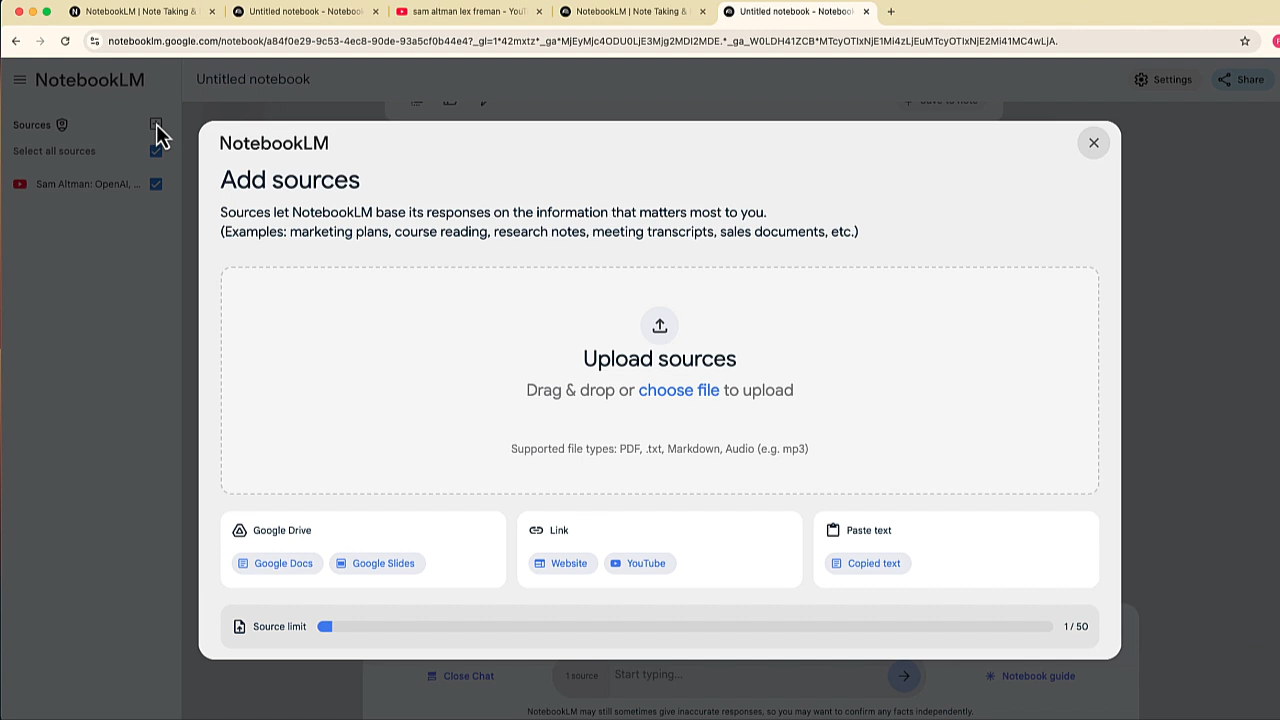 NotebookLM | Note Taking &
Untitled notebook - Noteboo
sam altman lex freman - YouT
NotebookLM | Note Taking &
Untitled notebook - Noteboo
notebooklm.google.com/notebook/a84f0e29-9c53-4ec8-90de-93a5cf0b44e4?_gl=1*42mxtz*_ga*MjEyMjc4ODU0LjE3Mjg2MDI2MDE.*_ga_W0LDH41ZCB*MTcyOTIxNjE1Mi4zLjEuMTcyOTIxNjE2Mi41MC4wLjA.
NotebookLM
Untitled notebook
Settings
Share
Save to note
Sources
Select all sources
Sam Altman: OpenAI, ...
NotebookLM
Add sources
Sources let NotebookLM base its responses on the information that matters most to you.
(Examples: marketing plans, course reading, research notes, meeting transcripts, sales documents, etc.)
Upload sources
Drag & drop or choose file to upload
Supported file types: PDF, .txt, Markdown, Audio (e.g. mp3)
Google Drive
Google Docs
Google Slides
Link
Website
YouTube
Paste text
Copied text
Source limit
1 / 50
Close Chat
1 source
Start typing...
Notebook guide
NotebookLM may still sometimes give inaccurate responses, so you may want to confirm any facts independently.